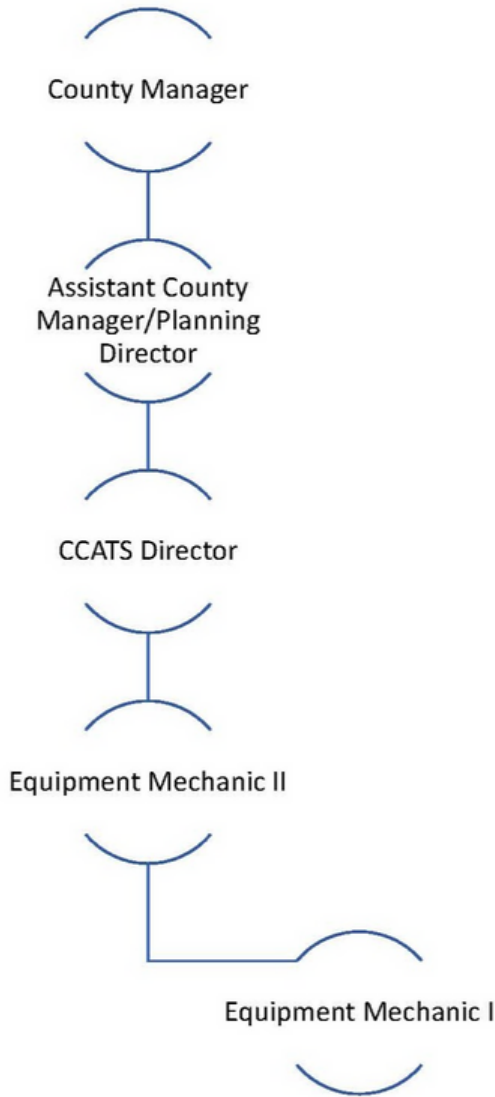 County Manager
Assistant County
Manager/Planning
Director
CCATS Director
Equipment Mechanic II
Equipment Mechanic I